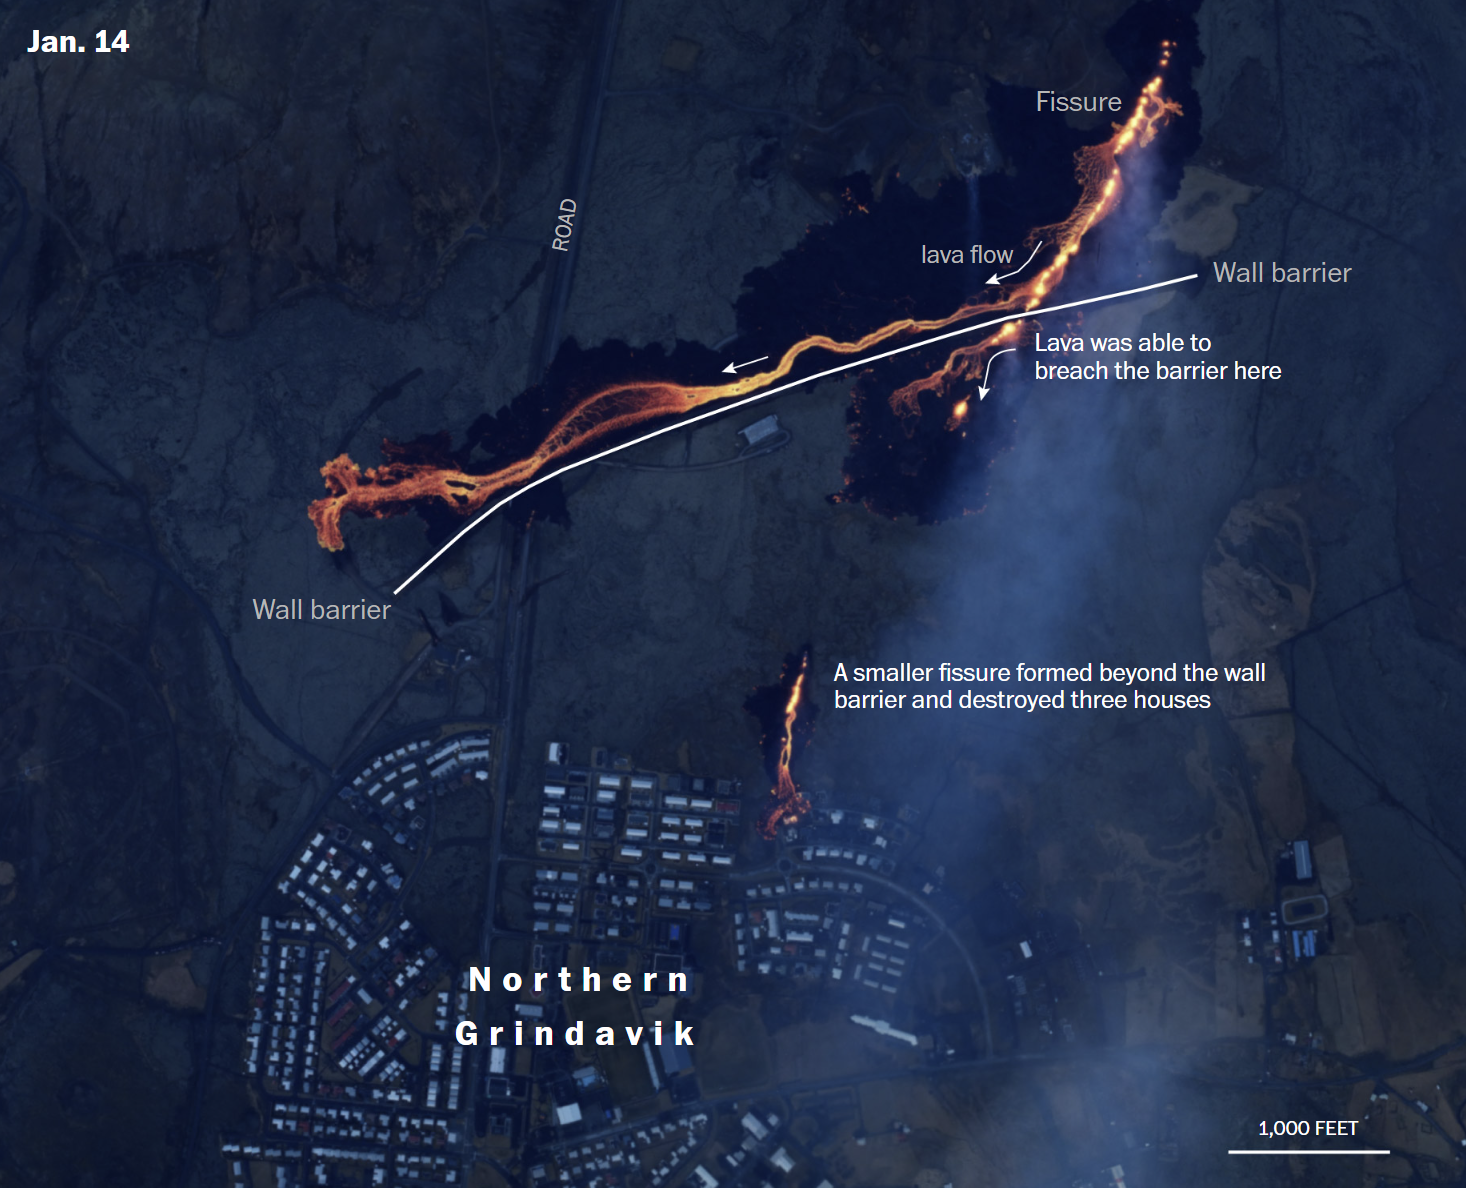 Jan. 14
Fissure
ROAD
lava flow
Wall barrier
Lava was able to
breach the barrier here
Wall barrier
A smaller fissure formed beyond the wall
barrier and destroyed three houses
Northern
Grindavik
1,000 FEET